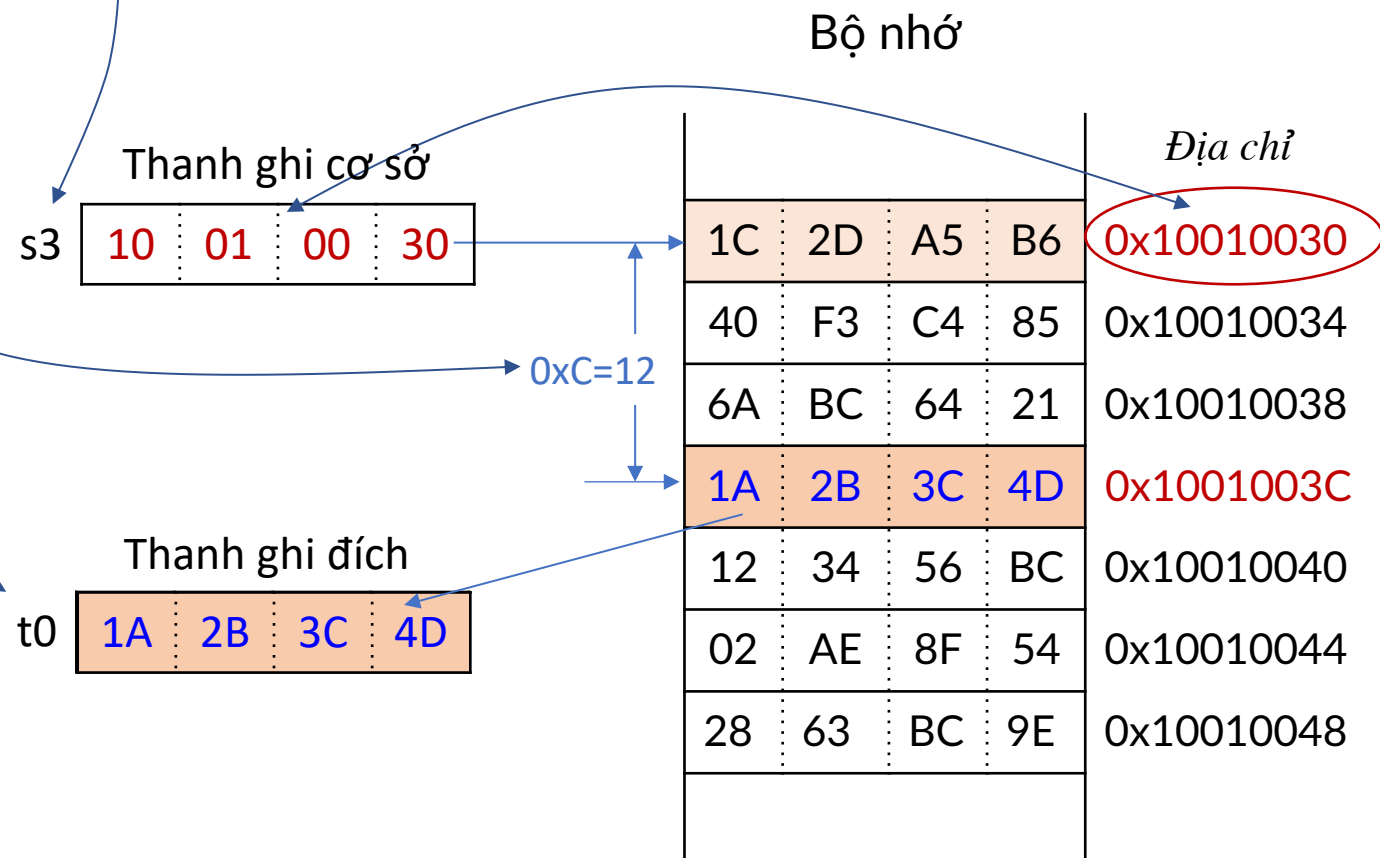 Bộ nhớ
Địa chỉ
Thanh ghi cơ sở
s3 10 01 00 30
1C 2D A5 B6 0x10010030
40 F3 C4 85 0x10010034
0xC=12
6A BC 64 21 0x10010038
1A 2B 3C 4D 0x1001003C
Thanh ghi đích
12 34 56 BC 0x10010040
t0 1A 2B 3C 4D
02 AE 8F 54 0x10010044
28 63 BC 9E 0x10010048